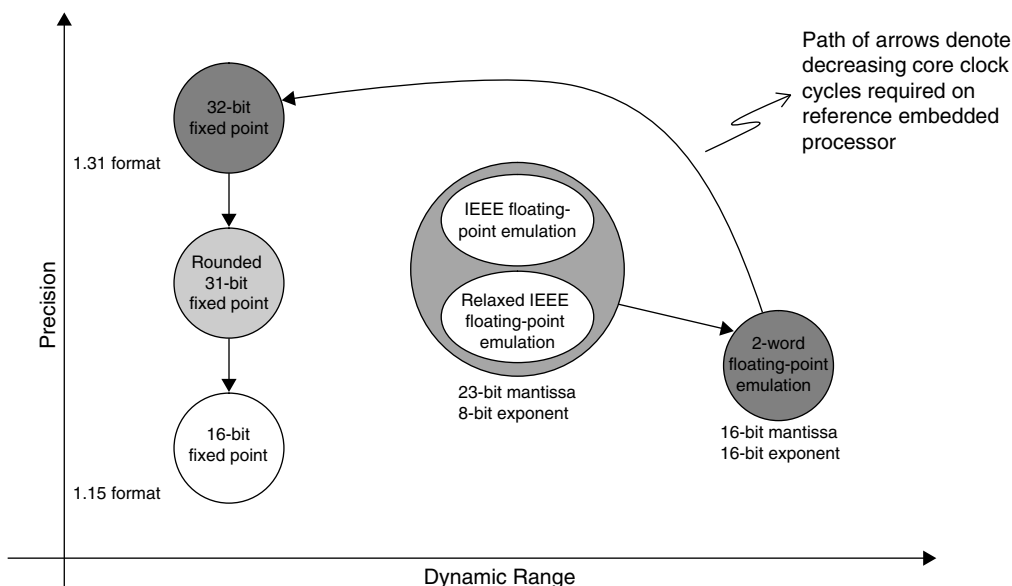 Path of arrows denote
decreasing core clock
cycles required on
reference embedded
processor
32-bit
fixed point
1.31 format
IEEE floating-
point emulation
Rounded
31-bit
fixed point
Relaxed IEEE
floating-point
emulation
Precision
2-word
floating-point
emulation
23-bit mantissa
8-bit exponent
16-bit mantissa
16-bit exponent
16-bit
fixed point
1.15 format
Dynamic Range